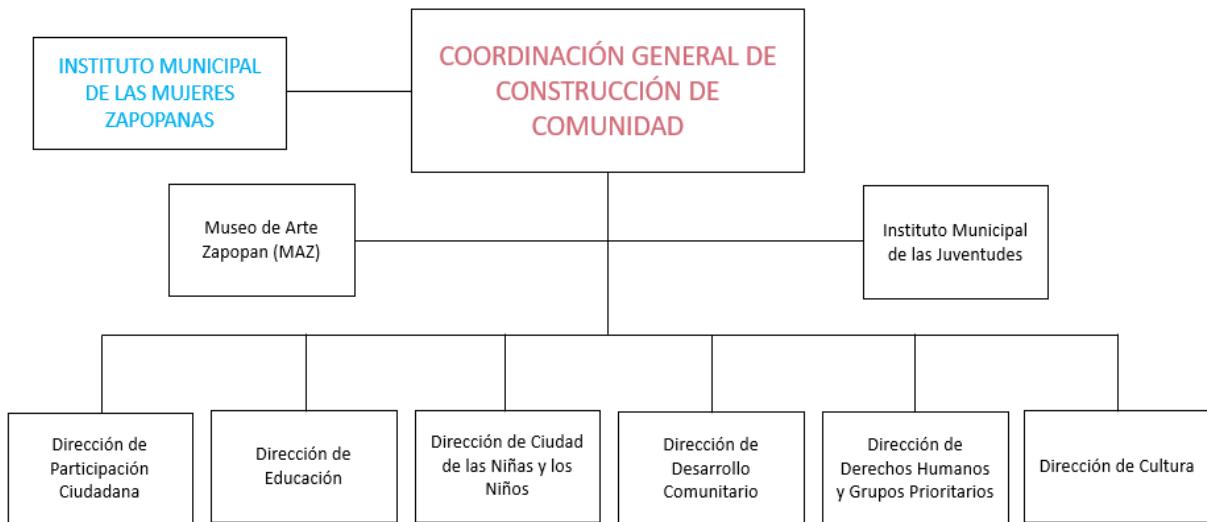 INSTITUTO MUNICIPAL
DE LAS MUJERES
ZAPOPANAS
COORDINACIÓN GENERAL DE
CONSTRUCCIÓN DE
COMUNIDAD
Museo de Arte
Zapopan (MAZ)
Instituto Municipal
de las Juventudes
Dirección de
Participación
Ciudadana
Dirección de
Educación
Dirección de Ciudad
de las Niñas y los
Niños
Dirección de
Desarrollo
Comunitario
Dirección de
Derechos Humanos
y Grupos Prioritarios
Dirección de Cultura